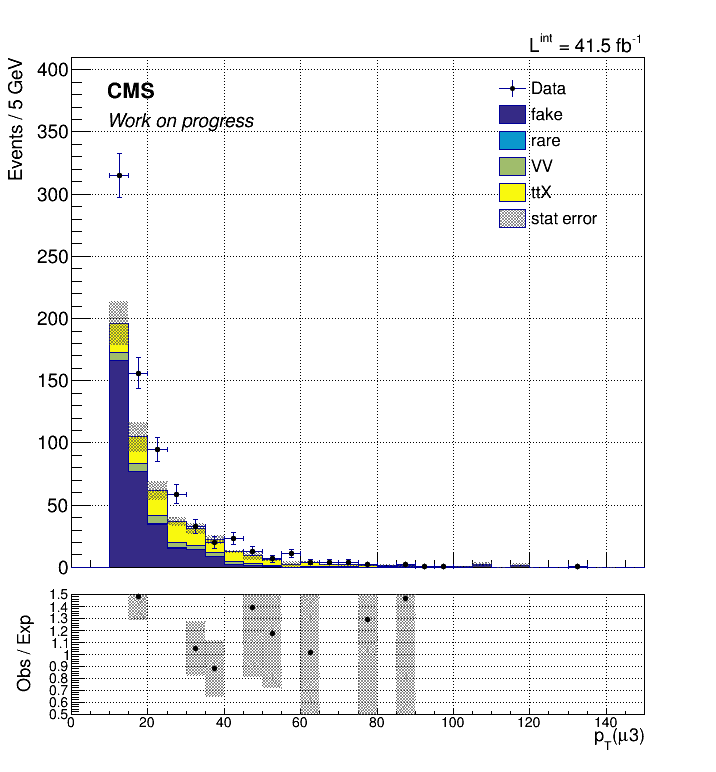 L^int = 41.5 fb^-1
Events / 5 GeV
400
350
300
250
200
150
100
50
0
CMS
Work on progress
Data
fake
rare
VV
ttX
stat error
Obs / Exp
1.5
1.4
1.3
1.2
1.1
1
0.9
0.8
0.7
0.6
0.5
0 20 40 60 80 100 120 140
p_T(μ3)